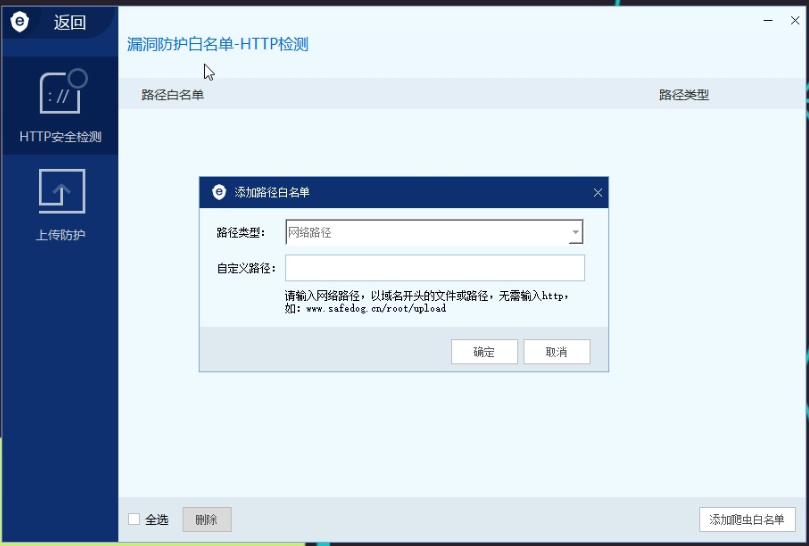 返回
漏洞防护白名单-HTTP检测
路径白名单 路径类型
HTTP安全检测
上传防护
添加路径白名单
路径类型： 网络路径
自定义路径：
请输入网络路径，以域名开头的文件或路径，无需输入http，
如：www.safedog.cn/root/upload
确定 取消
全选 删除 添加爬虫白名单